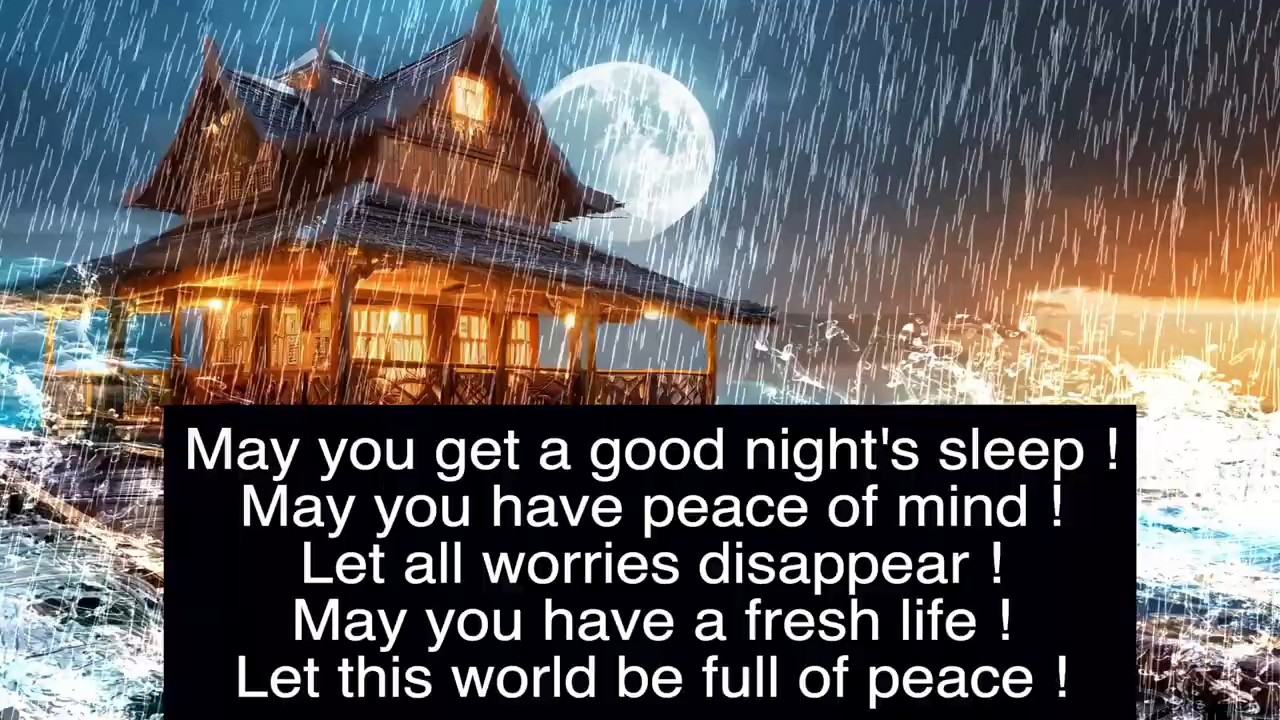 May you get a good night's sleep !
May you have peace of mind !
Let all worries disappear !
May you have a fresh life !
Let this world be full of peace !